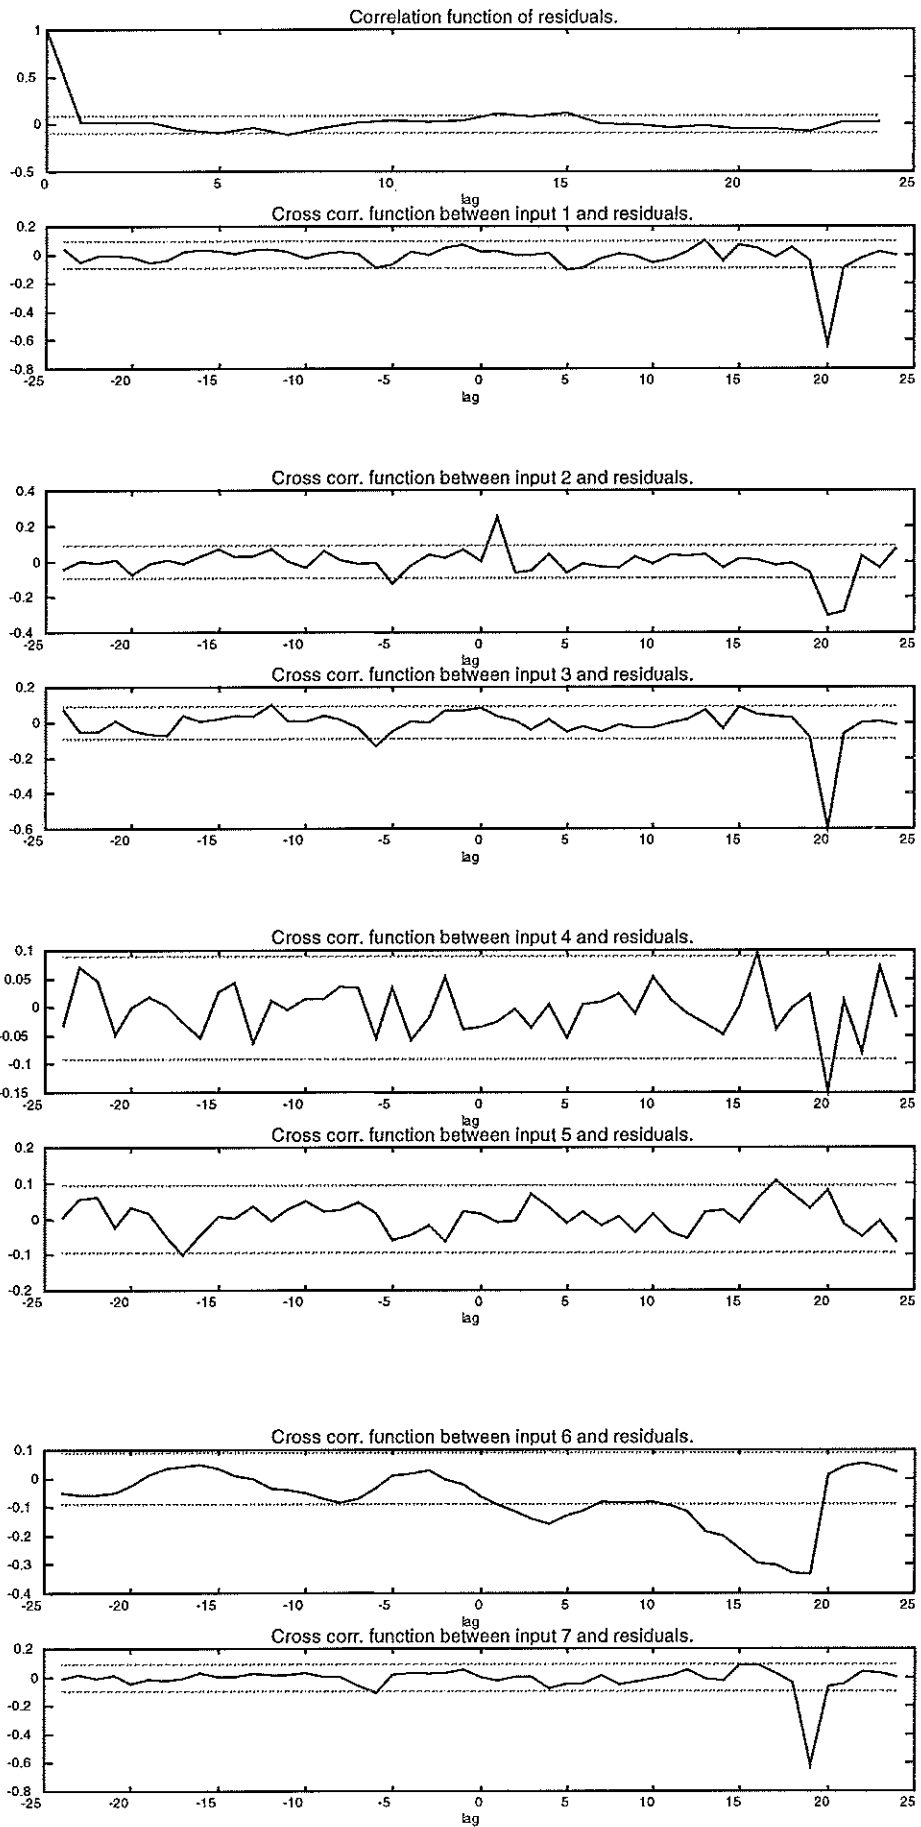 Correlation function of residuals.
1
0.5
0
-0.5
0 5 10 15 20 25
lag
Cross corr. function between input 1 and residuals.
0.2
0
-0.2
-0.4
-0.6
-0.8
-25 -20 -15 -10 -5 0 5 10 15 20 25
lag
Cross corr. function between input 2 and residuals.
0.4
0.2
0
-0.2
-0.4
-25 -20 -15 -10 -5 0 5 10 15 20 25
lag
Cross corr. function between input 3 and residuals.
0.2
0
-0.2
-0.4
-0.6
-25 -20 -15 -10 -5 0 5 10 15 20 25
lag
Cross corr. function between input 4 and residuals.
0.1
0.05
0
-0.05
-0.1
-0.15
-25 -20 -15 -10 -5 0 5 10 15 20 25
lag
Cross corr. function between input 5 and residuals.
0.2
0.1
0
-0.1
-0.2
-25 -20 -15 -10 -5 0 5 10 15 20 25
lag
Cross corr. function between input 6 and residuals.
0.1
0
-0.1
-0.2
-0.3
-0.4
-25 -20 -15 -10 -5 0 5 10 15 20 25
lag
Cross corr. function between input 7 and residuals.
0.2
0
-0.2
-0.4
-0.6
-0.8
-25 -20 -15 -10 -5 0 5 10 15 20 25
lag